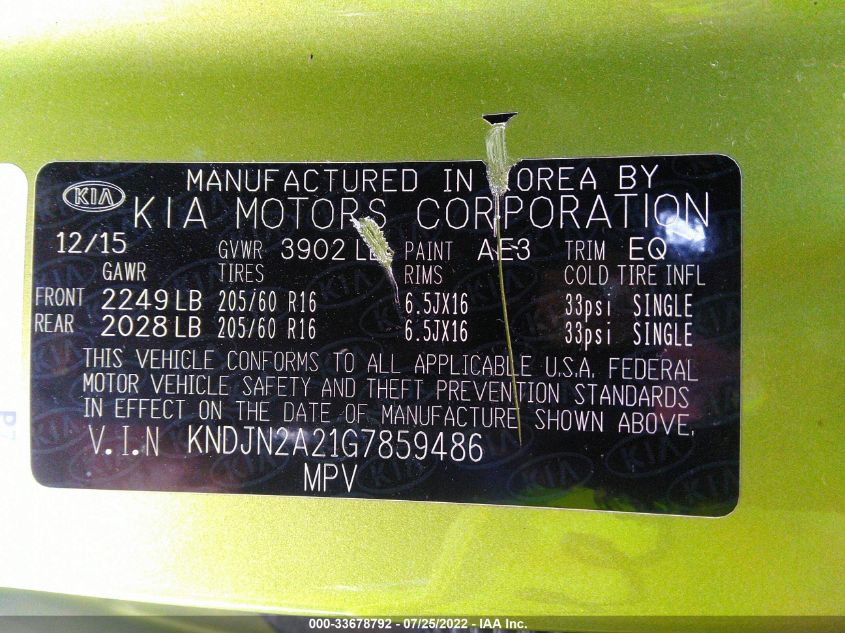 MANUFACTURED IN KOREA BY
KIA KIA MOTORS CORPORATION
12/15 GVWR 3902 LB PAINT AE3 TRIM EQ
GAWR TIRES RIMS COLD TIRE INFL
FRONT 2249 LB 205/60 R16 6.5JX16 33psi SINGLE
REAR 2028 LB 205/60 R16 6.5JX16 33psi SINGLE
THIS VEHICLE CONFORMS TO ALL APPLICABLE U.S.A. FEDERAL
MOTOR VEHICLE SAFETY AND THEFT PREVENTION STANDARDS
IN EFFECT ON THE DATE OF MANUFACTURE SHOWN ABOVE.
V.I.N KNDJN2A21G7859486
MPV
000-33678792 - 07/25/2022 - IAA Inc.